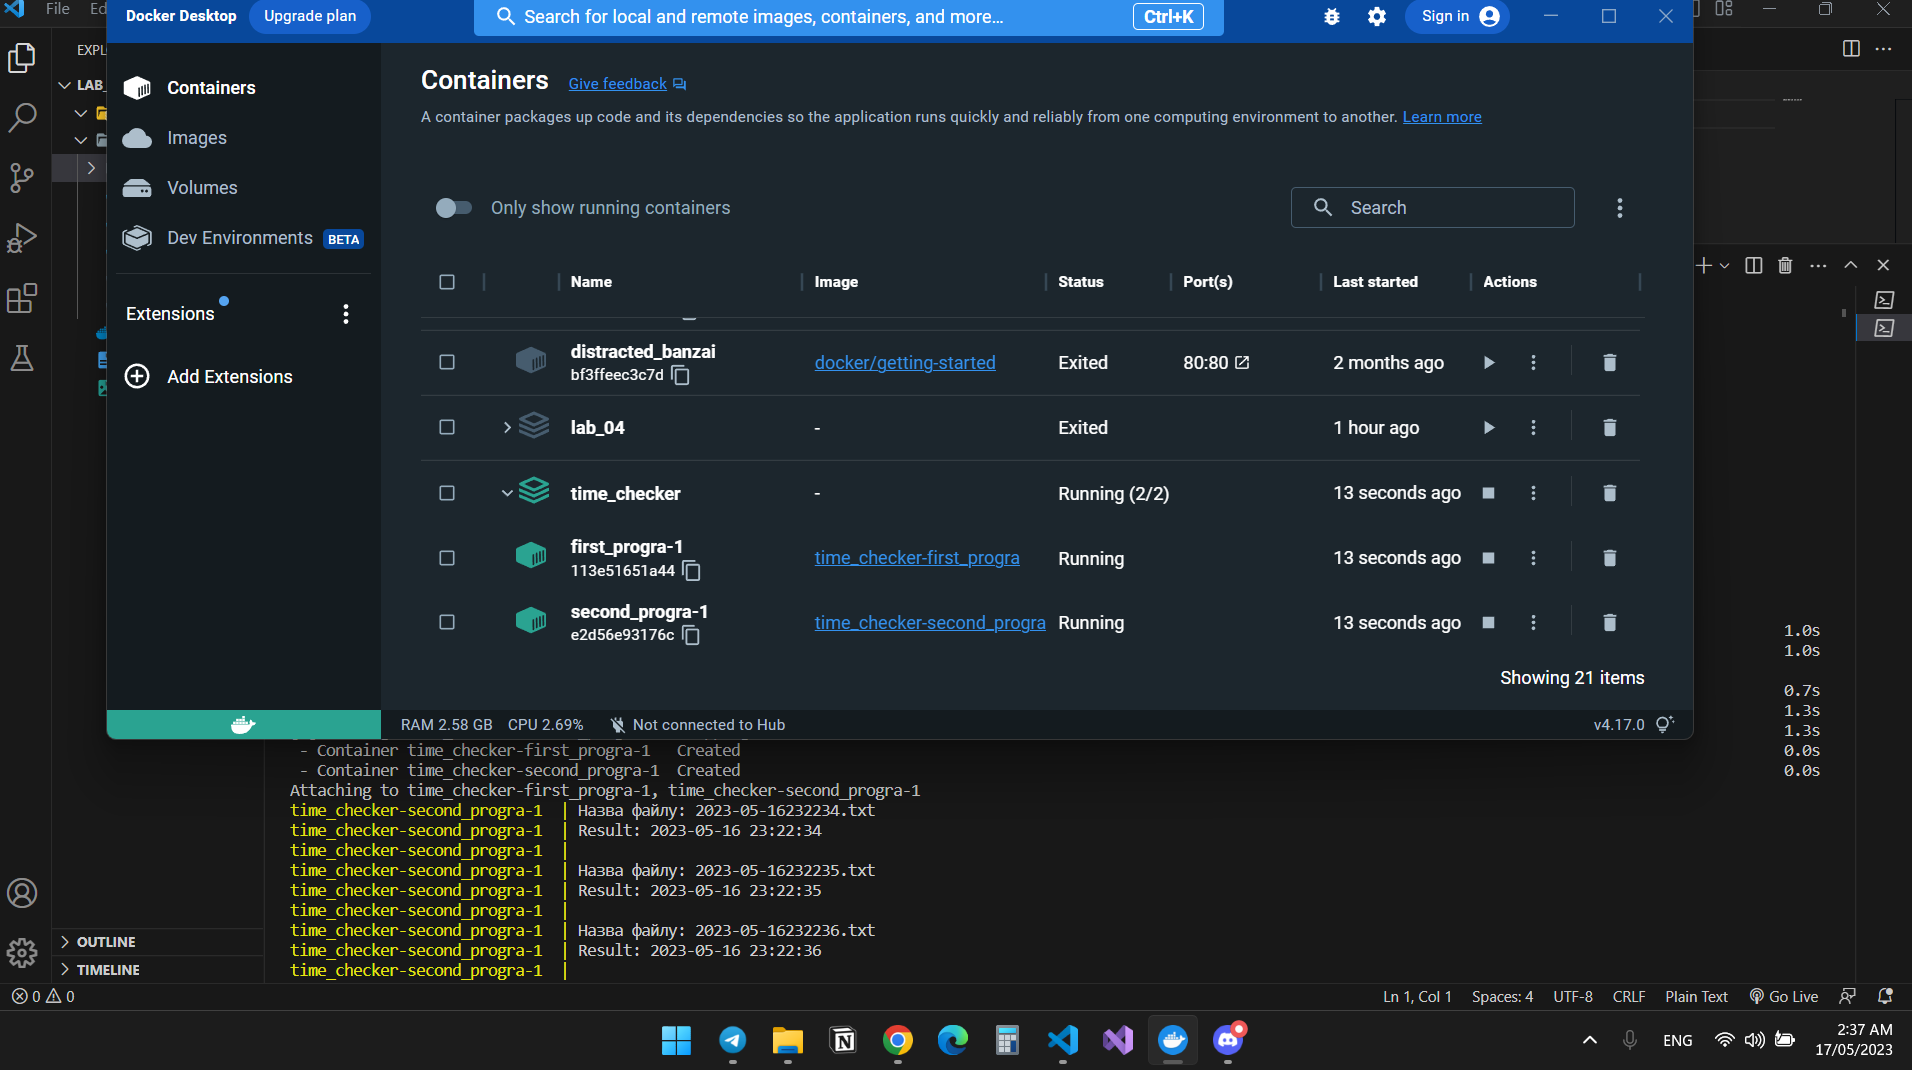 File
Ed
Docker Desktop
Upgrade plan
Search for local and remote images, containers, and more...
Ctrl+K
Sign in
EXPL
LAB_
Containers
Images
Volumes
Dev Environments BETA
Extensions
Add Extensions
Containers
Give feedback
A container packages up code and its dependencies so the application runs quickly and reliably from one computing environment to another. Learn more
Only show running containers
Search
Name Image Status Port(s) Last started Actions
distracted_banzai
bf3ffeec3c7d
docker/getting-started Exited 80:80 2 months ago
lab_04 - Exited 1 hour ago
time_checker - Running (2/2) 13 seconds ago
first_progra-1
113e51651a44
time_checker-first_progra Running 13 seconds ago
second_progra-1
e2d56e93176c
time_checker-second_progra Running 13 seconds ago
Showing 21 items
RAM 2.58 GB CPU 2.69% Not connected to Hub v4.17.0
1.0s
1.0s
0.7s
1.3s
1.3s
- Container time_checker-first_progra-1 Created 0.0s
- Container time_checker-second_progra-1 Created 0.0s
Attaching to time_checker-first_progra-1, time_checker-second_progra-1
time_checker-second_progra-1 | Назва файлу: 2023-05-16232234.txt
time_checker-second_progra-1 | Result: 2023-05-16 23:22:34
time_checker-second_progra-1 |
time_checker-second_progra-1 | Назва файлу: 2023-05-16232235.txt
time_checker-second_progra-1 | Result: 2023-05-16 23:22:35
time_checker-second_progra-1 |
time_checker-second_progra-1 | Назва файлу: 2023-05-16232236.txt
time_checker-second_progra-1 | Result: 2023-05-16 23:22:36
time_checker-second_progra-1 |
OUTLINE
TIMELINE
0 0
Ln 1, Col 1 Spaces: 4 UTF-8 CRLF Plain Text Go Live
ENG
2:37 AM
17/05/2023